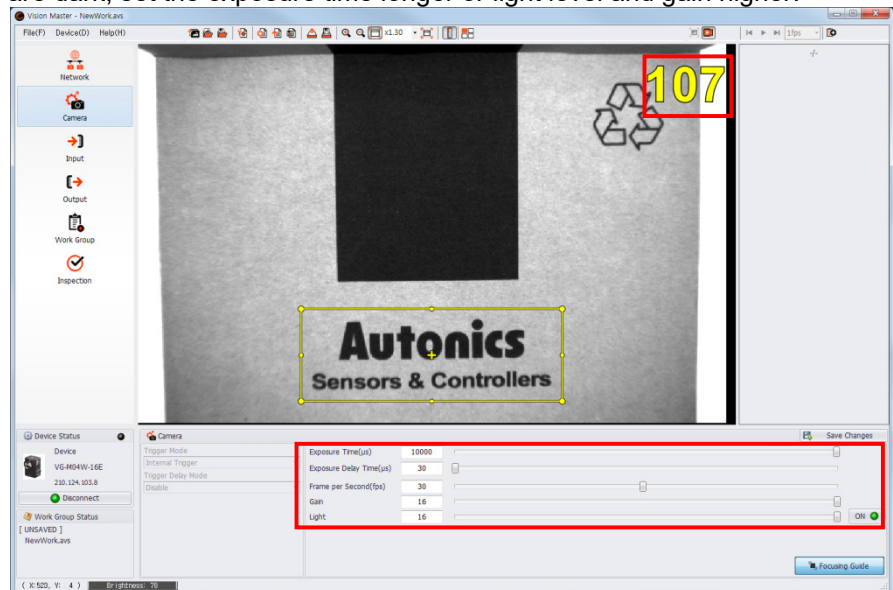 are dark, set the exposure time longer or light level and gain higher.
Vision Master - NewWork.avs
File(F) Device(D) Help(H)
x1.30
1fps
Network
Camera
Input
Output
Work Group
Inspection
107
-/-
Autonics
Sensors & Controllers
Device Status
Device
VG-M04W-16E
210.124.103.8
Disconnect
Work Group Status
[ UNSAVED ]
NewWork.avs
Camera
Save Changes
Trigger Mode
Internal Trigger
Trigger Delay Mode
Disable
Exposure Time(μs) 10000
Exposure Delay Time(μs) 30
Frame per Second(fps) 30
Gain 16
Light 16 ON
Focusing Guide
( X:523, Y: 4 ) Brightness: 78